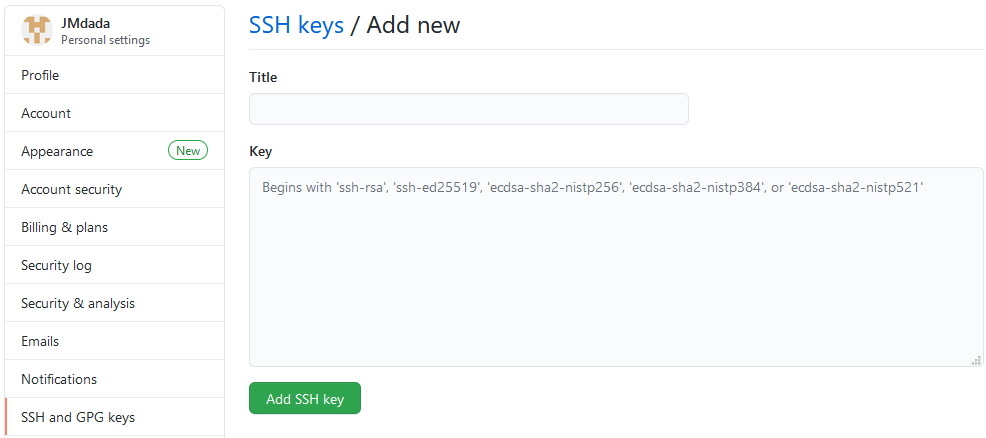 JMdada
Personal settings
Profile
Account
Appearance New
Account security
Billing & plans
Security log
Security & analysis
Emails
Notifications
SSH and GPG keys
SSH keys / Add new
Title
Key
Begins with 'ssh-rsa', 'ssh-ed25519', 'ecdsa-sha2-nistp256', 'ecdsa-sha2-nistp384', or 'ecdsa-sha2-nistp521'
Add SSH key